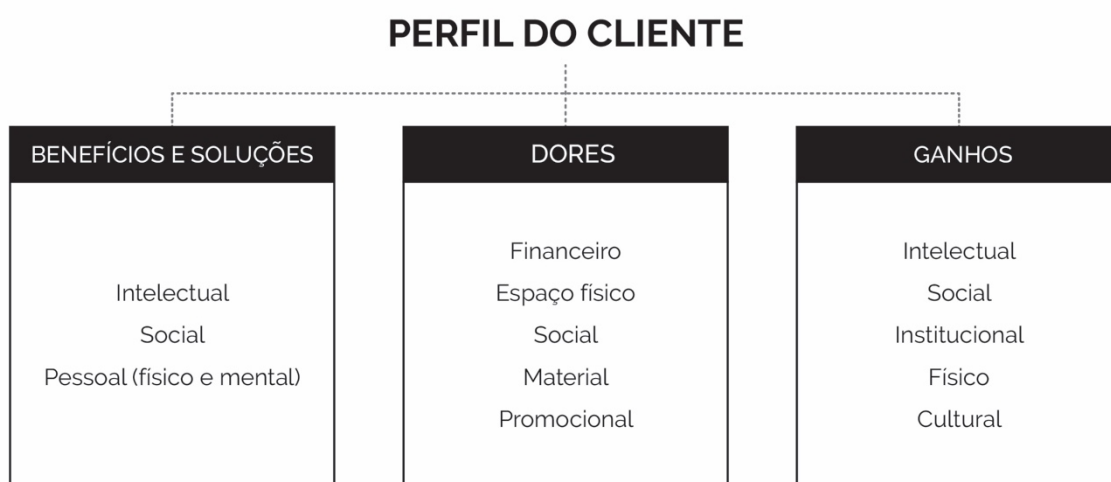 PERFIL DO CLIENTE
BENEFÍCIOS E SOLUÇÕES
Intelectual
Social
Pessoal (físico e mental)
DORES
Financeiro
Espaço físico
Social
Material
Promocional
GANHOS
Intelectual
Social
Institucional
Físico
Cultural